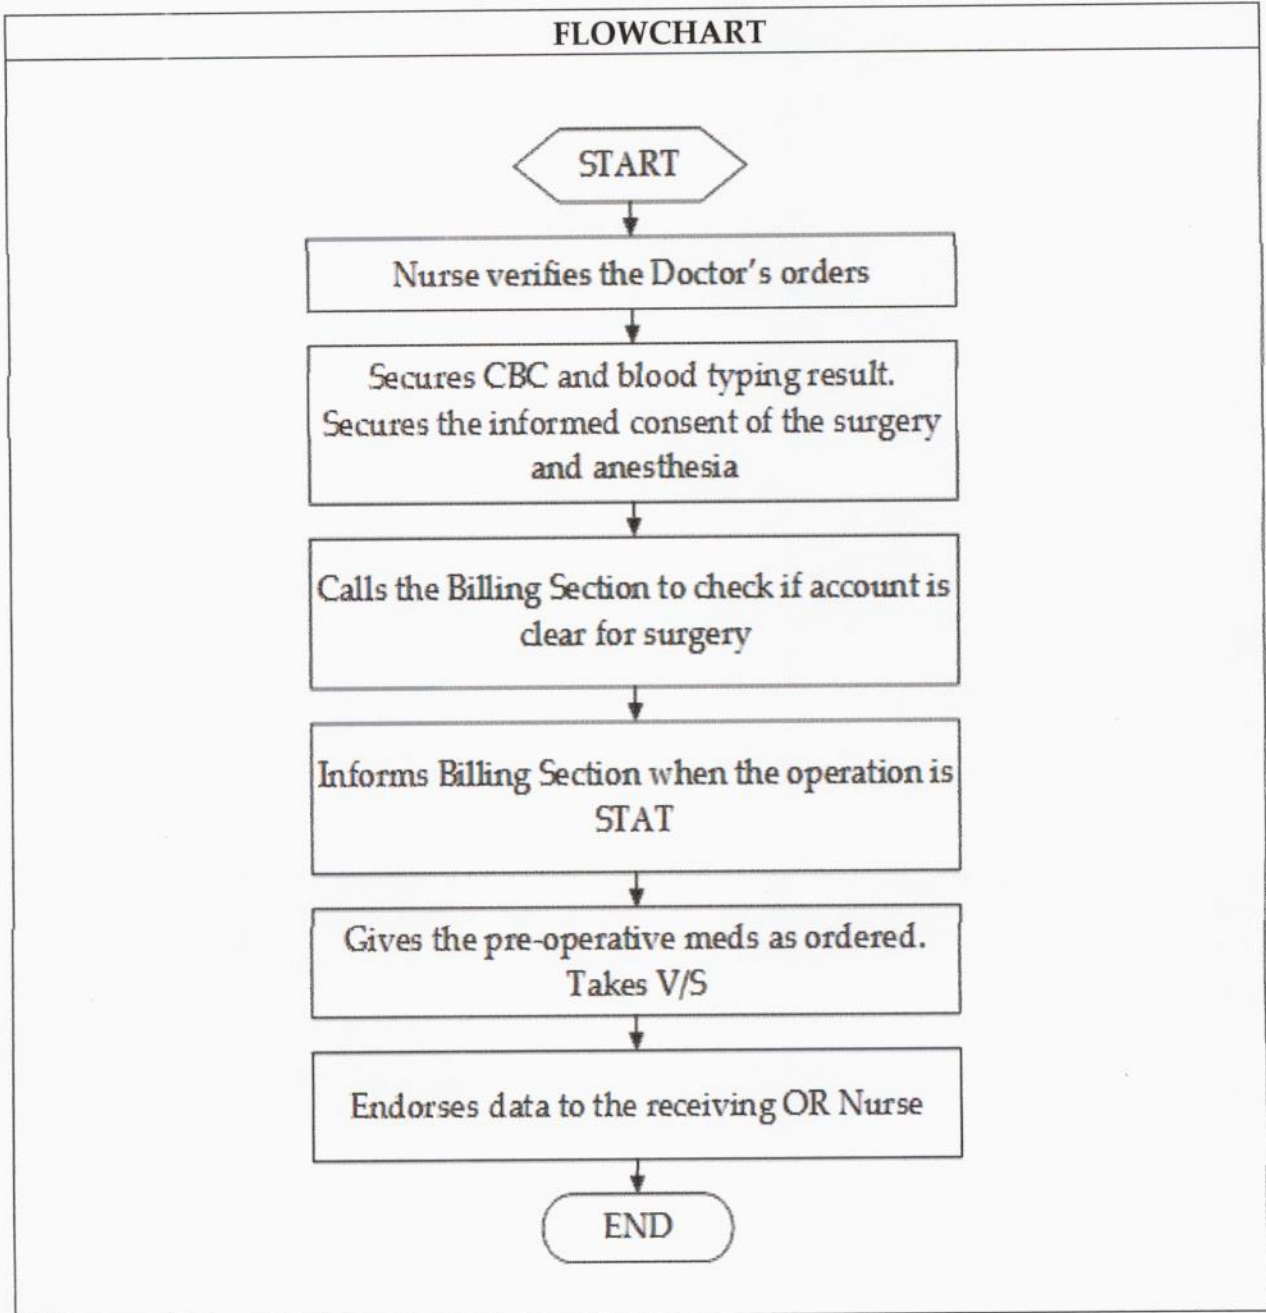 FLOWCHART
START
Nurse verifies the Doctor's orders
Secures CBC and blood typing result.
Secures the informed consent of the surgery
and anesthesia
Calls the Billing Section to check if account is
clear for surgery
Informs Billing Section when the operation is
STAT
Gives the pre-operative meds as ordered.
Takes V/S
Endorses data to the receiving OR Nurse
END